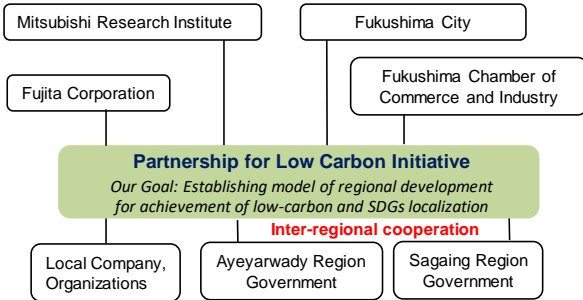 Mitsubishi Research Institute
Fukushima City
Fujita Corporation
Fukushima Chamber of
Commerce and Industry
Partnership for Low Carbon Initiative
Our Goal: Establishing model of regional development
for achievement of low-carbon and SDGs localization
Inter-regional cooperation
Local Company,
Organizations
Ayeyarwady Region
Government
Sagaing Region
Government